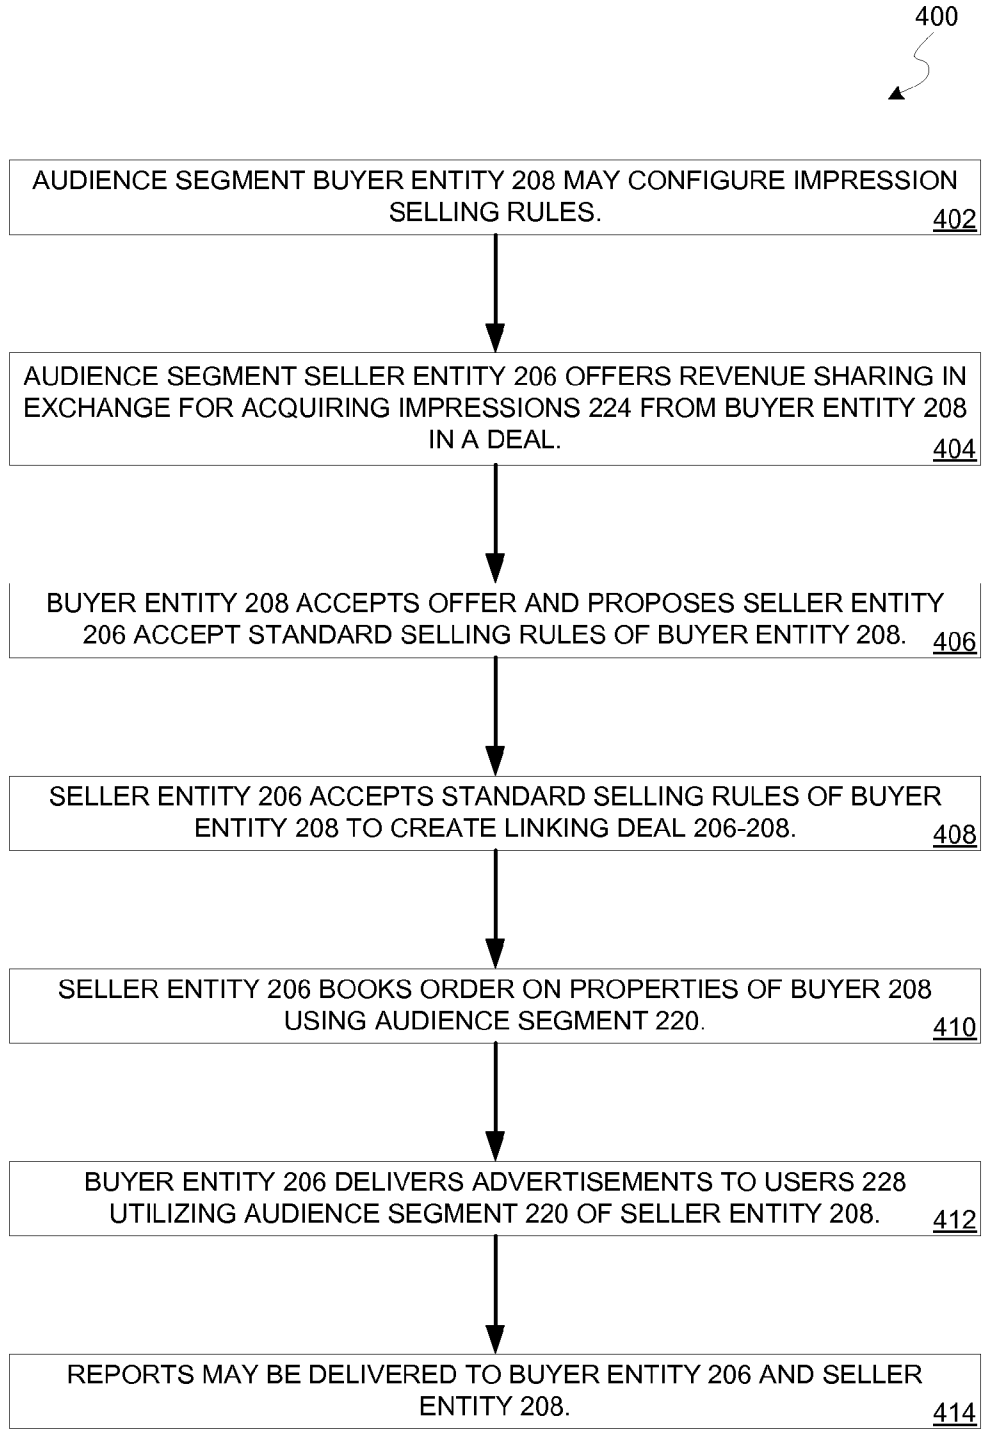 400
AUDIENCE SEGMENT BUYER ENTITY 208 MAY CONFIGURE IMPRESSION
SELLING RULES.
402
AUDIENCE SEGMENT SELLER ENTITY 206 OFFERS REVENUE SHARING IN
EXCHANGE FOR ACQUIRING IMPRESSIONS 224 FROM BUYER ENTITY 208
IN A DEAL.
404
BUYER ENTITY 208 ACCEPTS OFFER AND PROPOSES SELLER ENTITY
206 ACCEPT STANDARD SELLING RULES OF BUYER ENTITY 208.
406
SELLER ENTITY 206 ACCEPTS STANDARD SELLING RULES OF BUYER
ENTITY 208 TO CREATE LINKING DEAL 206-208.
408
SELLER ENTITY 206 BOOKS ORDER ON PROPERTIES OF BUYER 208
USING AUDIENCE SEGMENT 220.
410
BUYER ENTITY 206 DELIVERS ADVERTISEMENTS TO USERS 228
UTILIZING AUDIENCE SEGMENT 220 OF SELLER ENTITY 208.
412
REPORTS MAY BE DELIVERED TO BUYER ENTITY 206 AND SELLER
ENTITY 208.
414